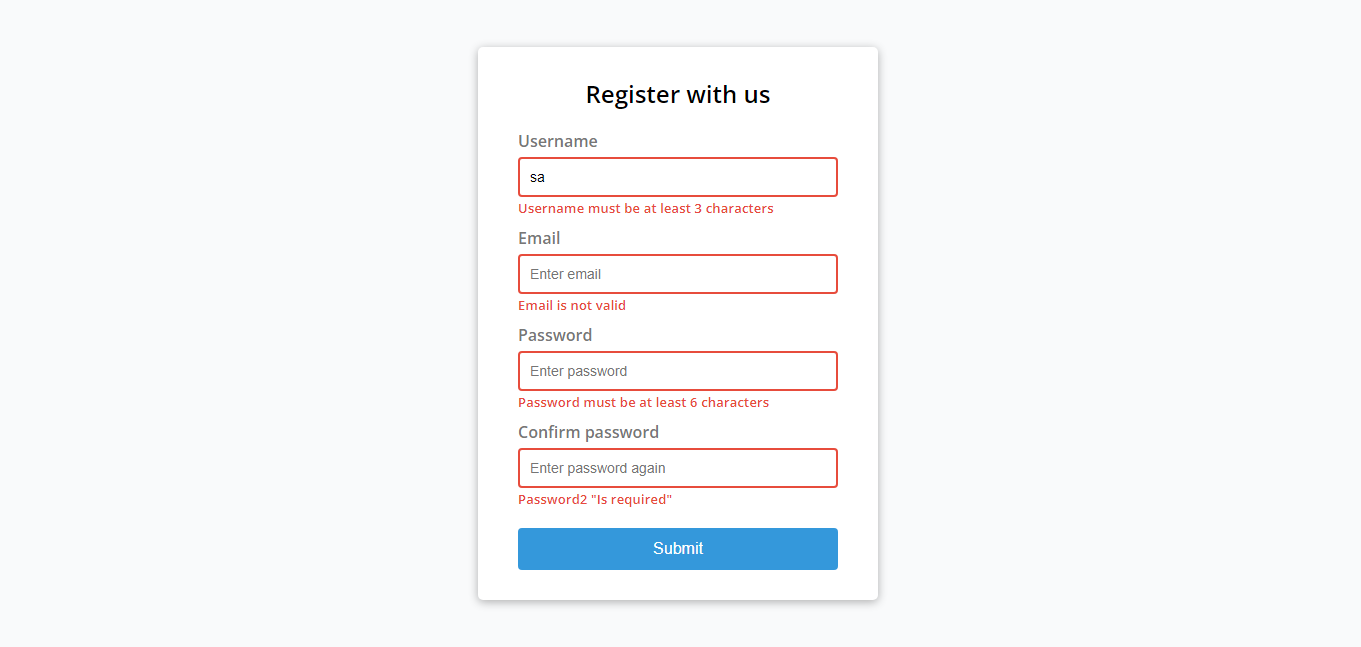 Register with us
Username
sa
Username must be at least 3 characters
Email
Enter email
Email is not valid
Password
Enter password
Password must be at least 6 characters
Confirm password
Enter password again
Password2 "Is required"
Submit